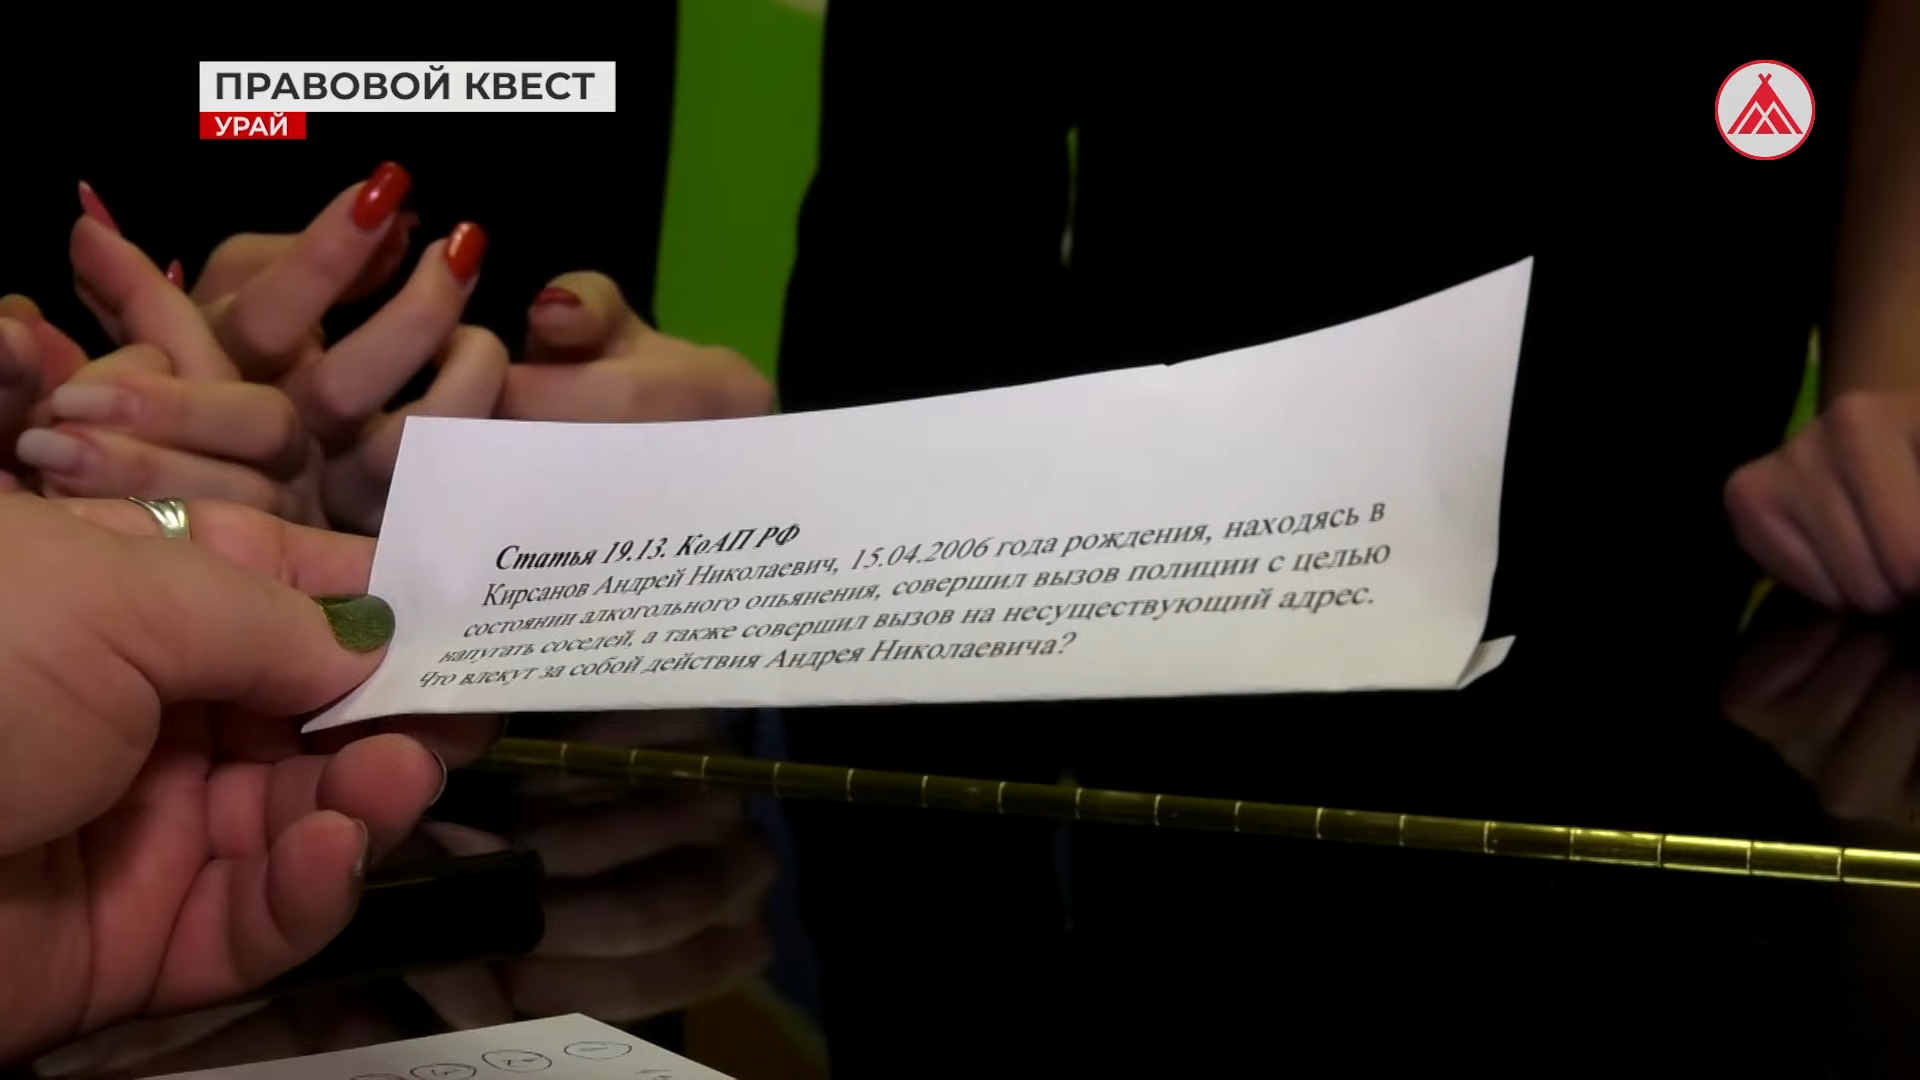 ПРАВОВОЙ КВЕСТ
УРАЙ
Статья 19.13. КоАП РФ
Кирсанов Андрей Николаевич, 15.04.2006 года рождения, находясь в
состоянии алкогольного опьянения, совершил вызов полиции с целью
напугать соседей, а также совершил вызов на несуществующий адрес.
Что влекут за собой действия Андрея Николаевича?